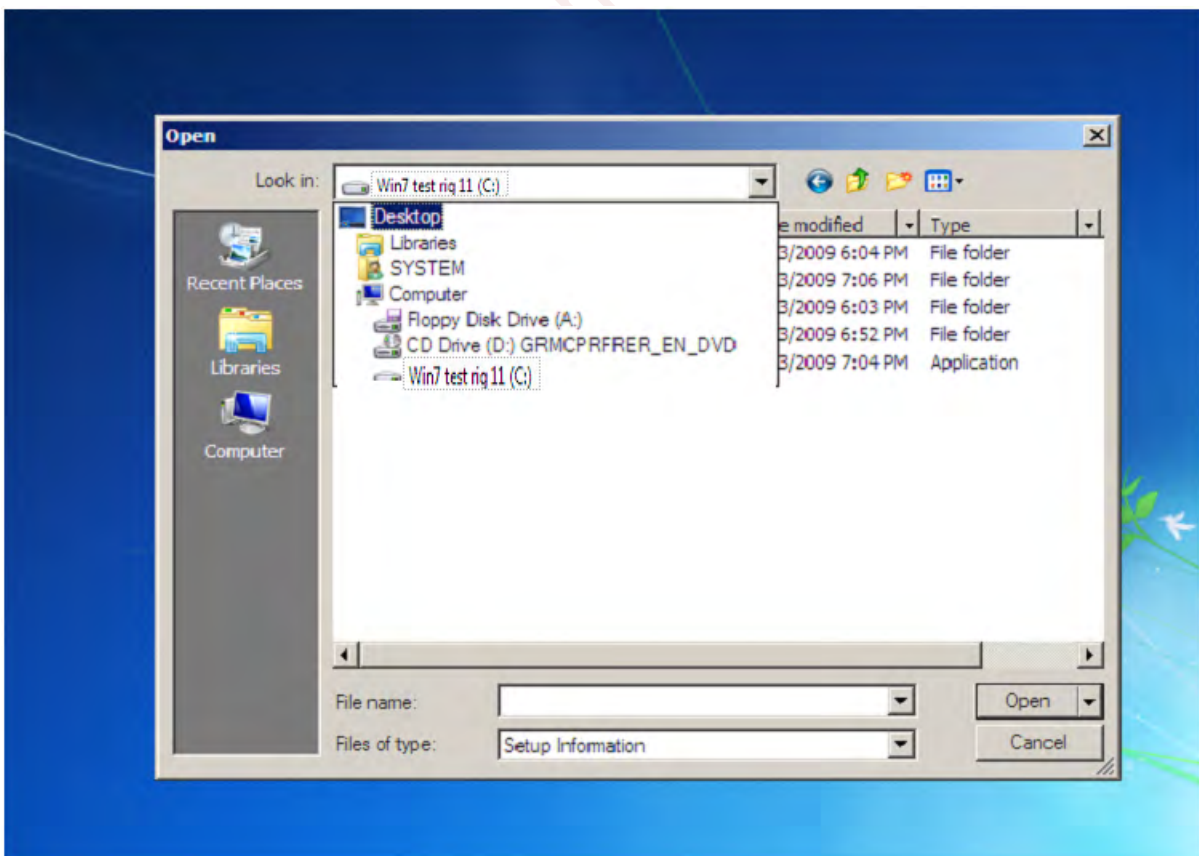 Open
Look in:
Win7 test rig 11 (C:)
Desktop
Libraries
SYSTEM
Computer
Floppy Disk Drive (A:)
CD Drive (D:) GRMCPRFRER_EN_DVD
Win7 test rig 11 (C:)
Recent Places
Libraries
Computer
e modified Type
3/2009 6:04 PM File folder
3/2009 7:06 PM File folder
3/2009 6:03 PM File folder
3/2009 6:52 PM File folder
3/2009 7:04 PM Application
File name:
Open
Files of type: Setup Information
Cancel